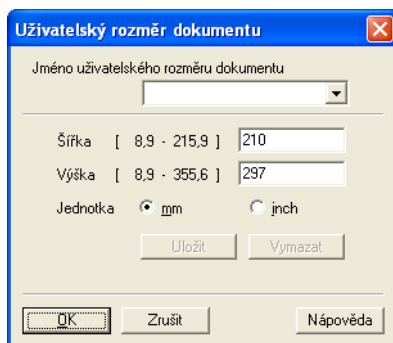 Uživatelský rozměr dokumentu
Jméno uživatelského rozměru dokumentu
Šířka [ 8,9 - 215,9 ] 210
Výška [ 8,9 - 355,6 ] 297
Jednotka mm inch
Uložit Vymazat
OK Zrušit Nápověda